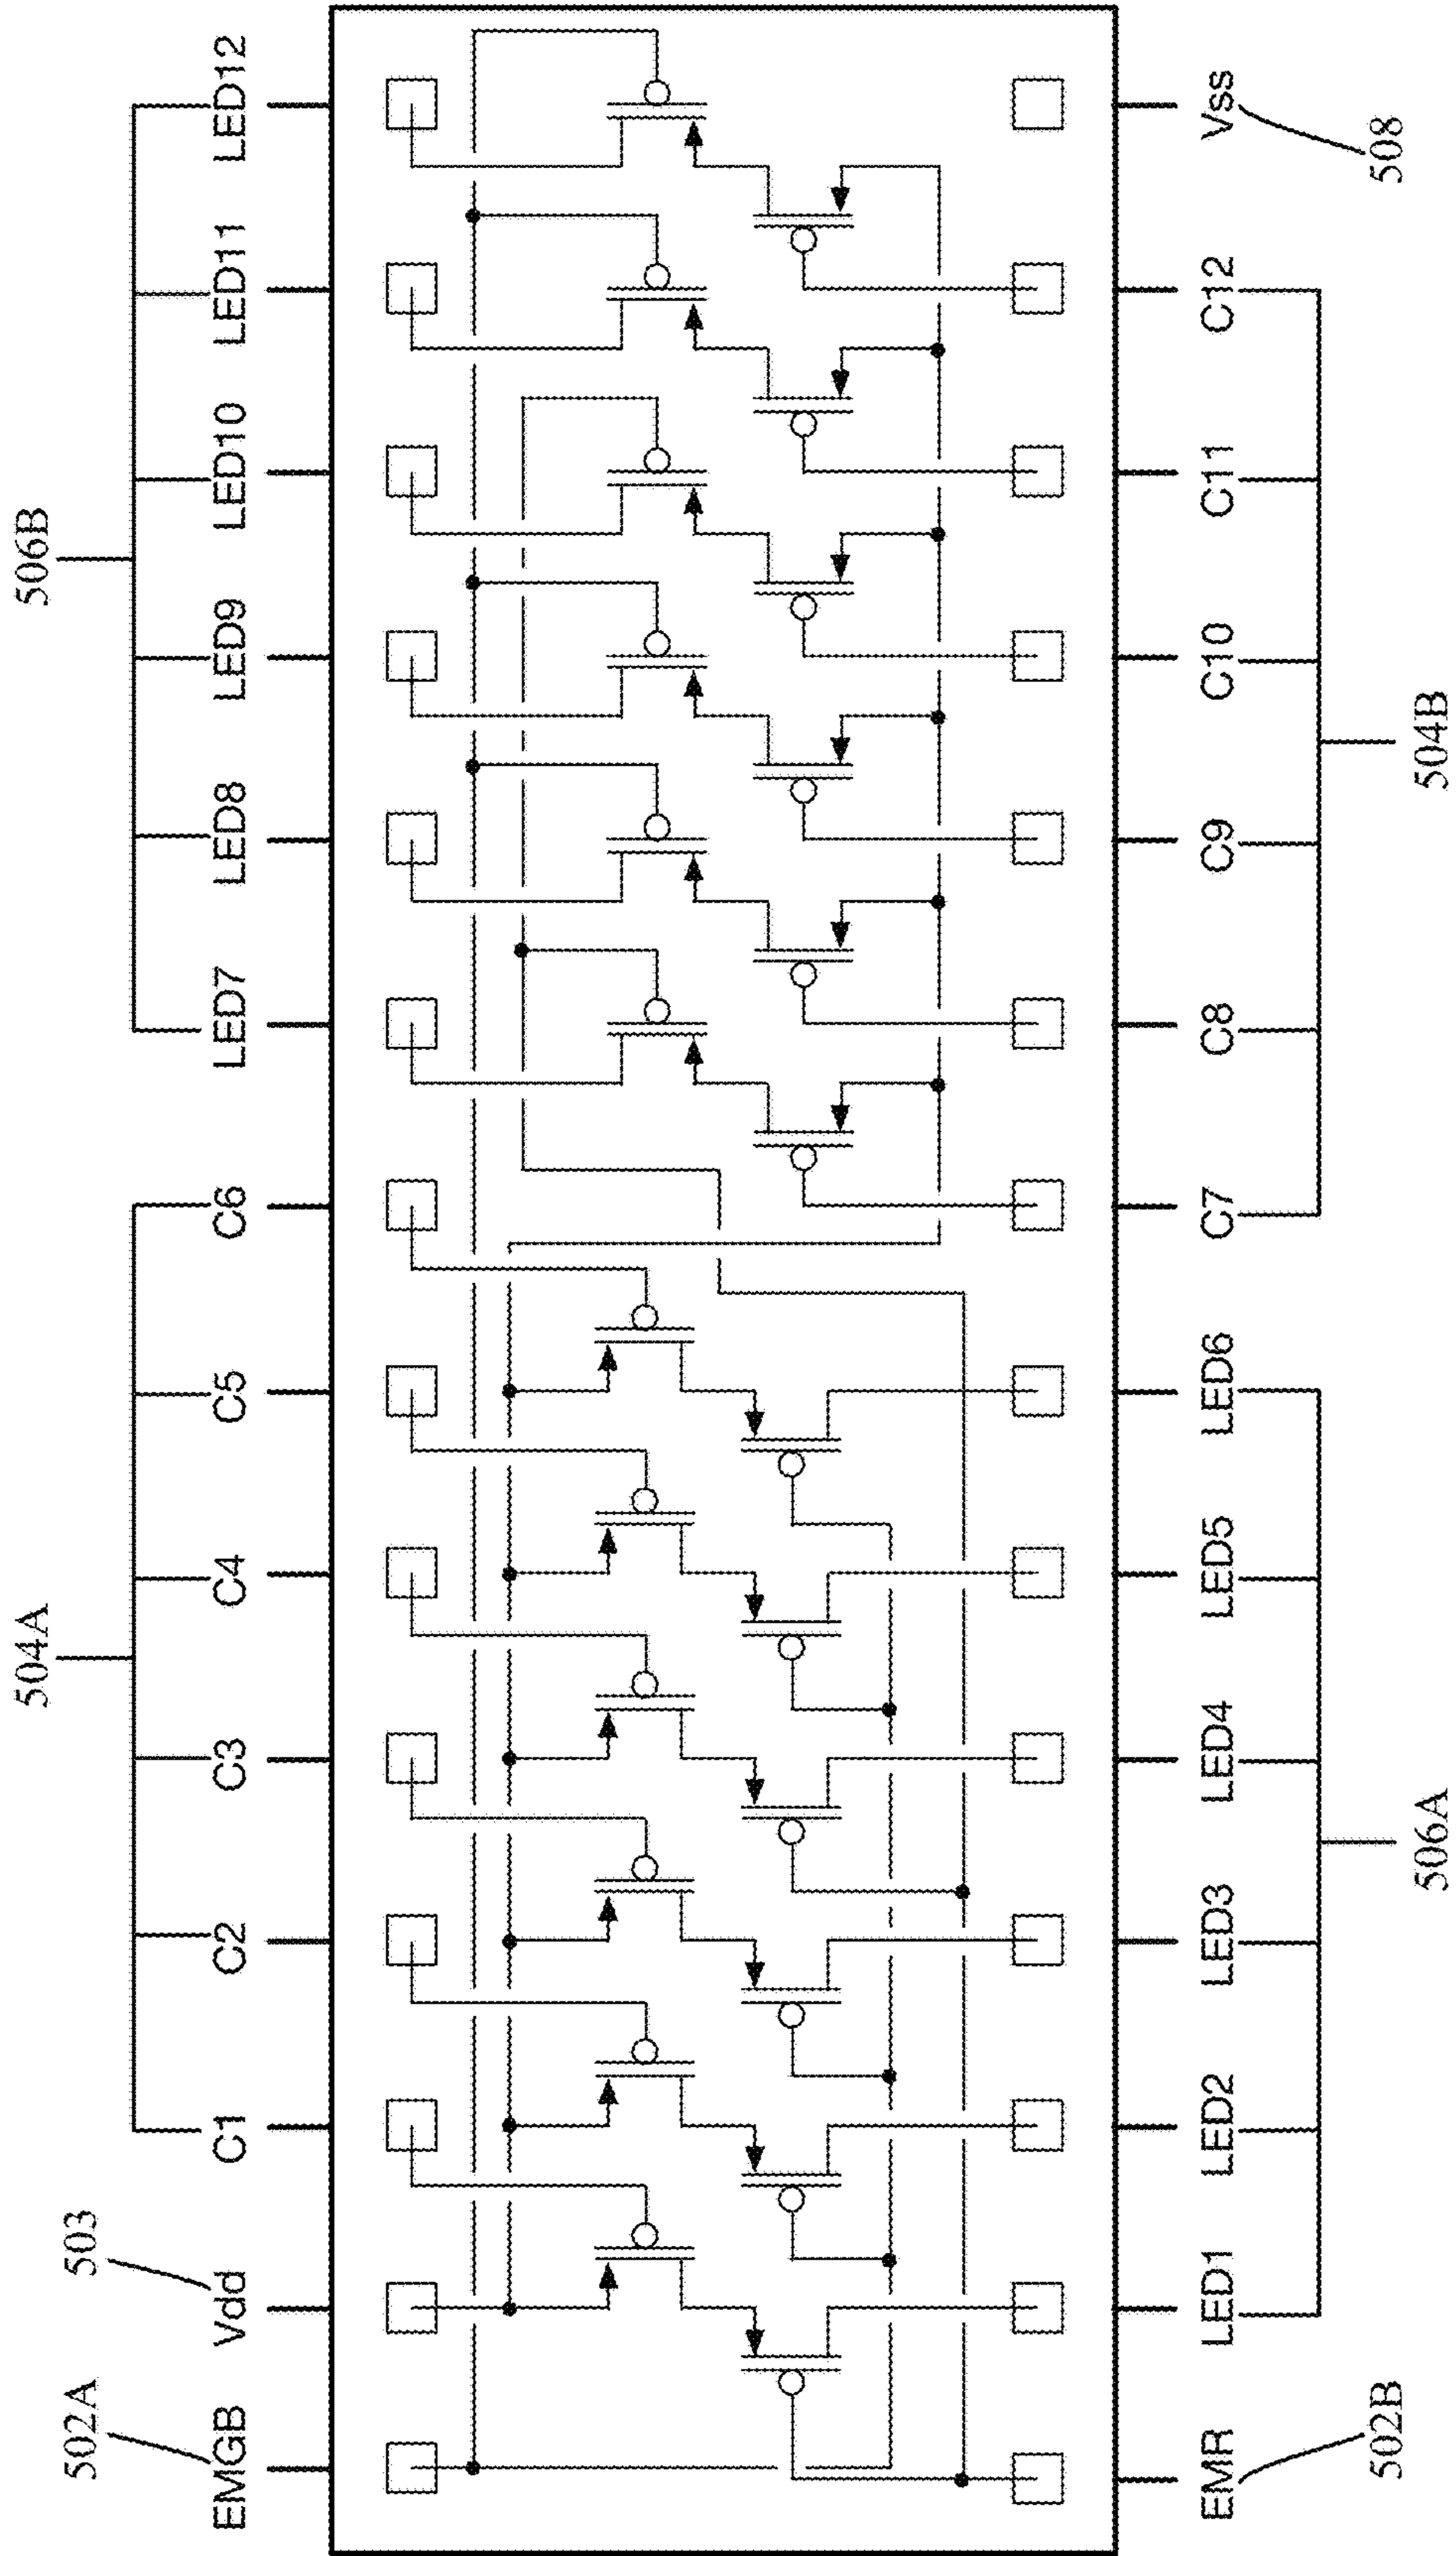 502A
503
504A
506B
EMGB
Vdd
C1
C2
C3
C4
C5
C6
LED7
LED8
LED9
LED10
LED11
LED12
EMR
LED1
LED2
LED3
LED4
LED5
LED6
C7
C8
C9
C10
C11
C12
Vss
502B
506A
504B
508